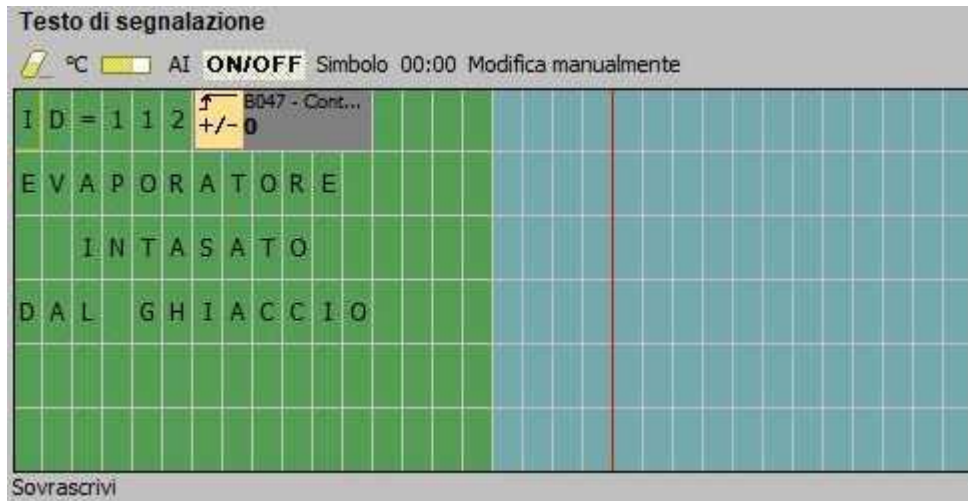 Testo di segnalazione
°C AI ON/OFF Simbolo 00:00 Modifica manualmente
ID=112 +/- B047 - Cont... 0
EVAPORATORE
INTASATO
DAL GHIACCIO
Sovrascrivi